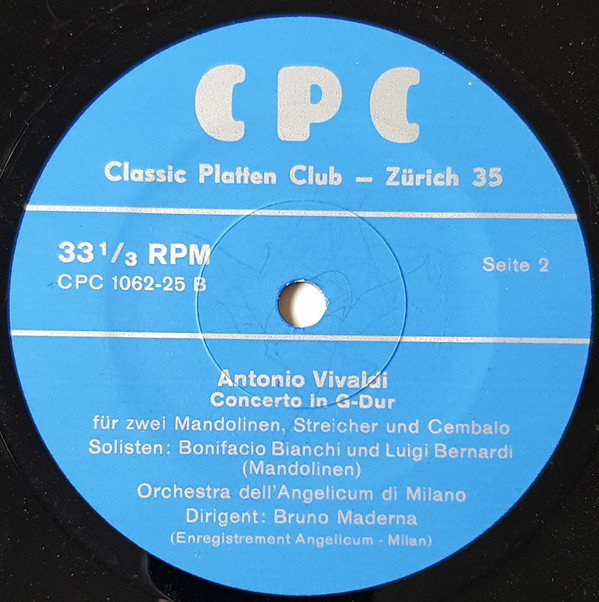 CPC
Classic Platten Club – Zürich 35
33 1/3 RPM
CPC 1062-25 B
Seite 2
Antonio Vivaldi
Concerto in G-Dur
für zwei Mandolinen, Streicher und Cembalo
Solisten: Bonifacio Bianchi und Luigi Bernardi
(Mandolinen)
Orchestra dell'Angelicum di Milano
Dirigent: Bruno Maderna
(Enregistrement Angelicum - Milan)